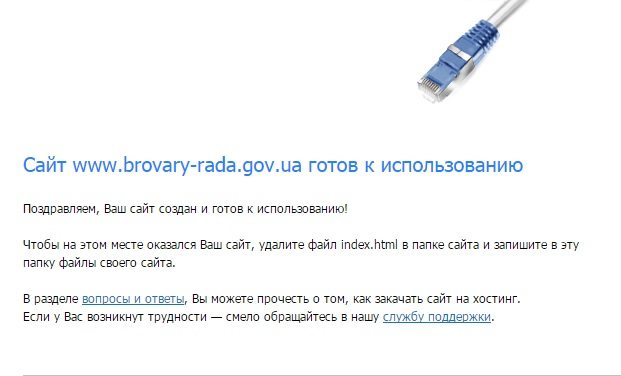 Сайт www.brovary-rada.gov.ua готов к использованию
Поздравляем, Ваш сайт создан и готов к использованию!
Чтобы на этом месте оказался Ваш сайт, удалите файл index.html в папке сайта и запишите в эту
папку файлы своего сайта.
В разделе вопросы и ответы, Вы можете прочесть о том, как закачать сайт на хостинг.
Если у Вас возникнут трудности — смело обращайтесь в нашу службу поддержки.